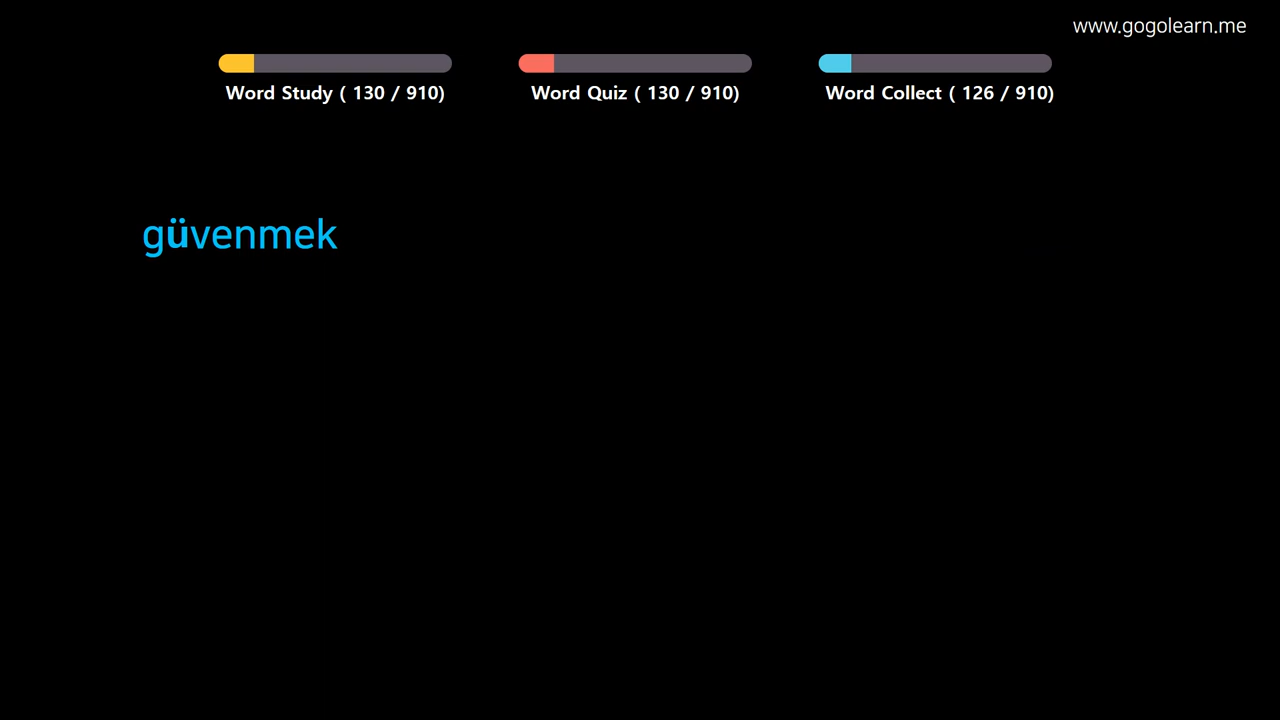 www.gogolearn.me
Word Study ( 130 / 910)
Word Quiz ( 130 / 910)
Word Collect ( 126 / 910)
güvenmek